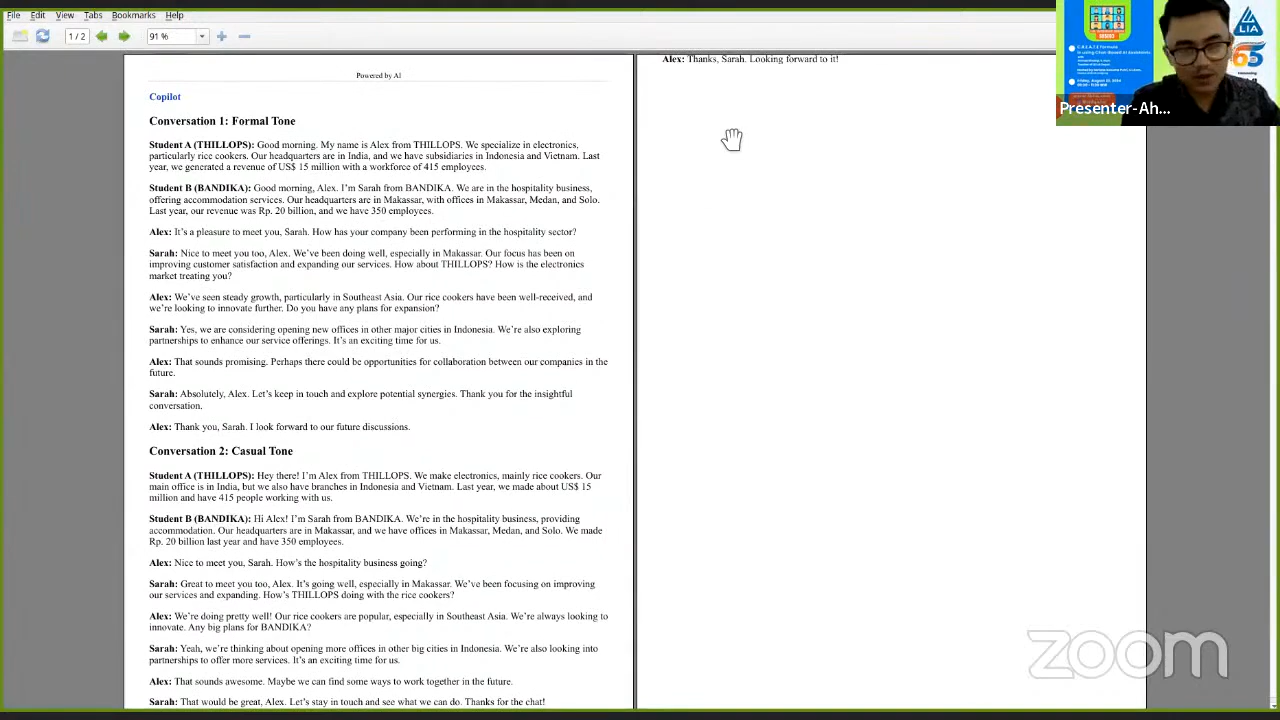 File Edit View Tabs Bookmarks Help
1 / 2
91 %
Powered by AI
Copilot
Conversation 1: Formal Tone
Student A (THILLOPS): Good morning. My name is Alex from THILLOPS. We specialize in electronics,
particularly rice cookers. Our headquarters are in India, and we have subsidiaries in Indonesia and Vietnam. Last
year, we generated a revenue of US$ 15 million with a workforce of 415 employees.
Student B (BANDIKA): Good morning, Alex. I’m Sarah from BANDIKA. We are in the hospitality business,
offering accommodation services. Our headquarters are in Makassar, with offices in Makassar, Medan, and Solo.
Last year, our revenue was Rp. 20 billion, and we have 350 employees.
Alex: It’s a pleasure to meet you, Sarah. How has your company been performing in the hospitality sector?
Sarah: Nice to meet you too, Alex. We’ve been doing well, especially in Makassar. Our focus has been on
improving customer satisfaction and expanding our services. How about THILLOPS? How is the electronics
market treating you?
Alex: We’ve seen steady growth, particularly in Southeast Asia. Our rice cookers have been well-received, and
we’re looking to innovate further. Do you have any plans for expansion?
Sarah: Yes, we are considering opening new offices in other major cities in Indonesia. We’re also exploring
partnerships to enhance our service offerings. It’s an exciting time for us.
Alex: That sounds promising. Perhaps there could be opportunities for collaboration between our companies in the
future.
Sarah: Absolutely, Alex. Let’s keep in touch and explore potential synergies. Thank you for the insightful
conversation.
Alex: Thank you, Sarah. I look forward to our future discussions.
Conversation 2: Casual Tone
Student A (THILLOPS): Hey there! I’m Alex from THILLOPS. We make electronics, mainly rice cookers. Our
main office is in India, but we also have branches in Indonesia and Vietnam. Last year, we made about US$ 15
million and have 415 people working with us.
Student B (BANDIKA): Hi Alex! I’m Sarah from BANDIKA. We’re in the hospitality business, providing
accommodation. Our headquarters are in Makassar, and we have offices in Makassar, Medan, and Solo. We made
Rp. 20 billion last year and have 350 employees.
Alex: Nice to meet you, Sarah. How’s the hospitality business going?
Sarah: Great to meet you too, Alex. It’s going well, especially in Makassar. We’ve been focusing on improving
our services and expanding. How’s THILLOPS doing with the rice cookers?
Alex: We’re doing pretty well! Our rice cookers are popular, especially in Southeast Asia. We’re always looking to
innovate. Any big plans for BANDIKA?
Sarah: Yeah, we’re thinking about opening more offices in other big cities in Indonesia. We’re also looking into
partnerships to offer more services. It’s an exciting time for us.
Alex: That sounds awesome. Maybe we can find some ways to work together in the future.
Sarah: That would be great, Alex. Let’s stay in touch and see what we can do. Thanks for the chat!
Alex: Thanks, Sarah. Looking forward to it!
LIA
65
Presenter-Ah...
zoom